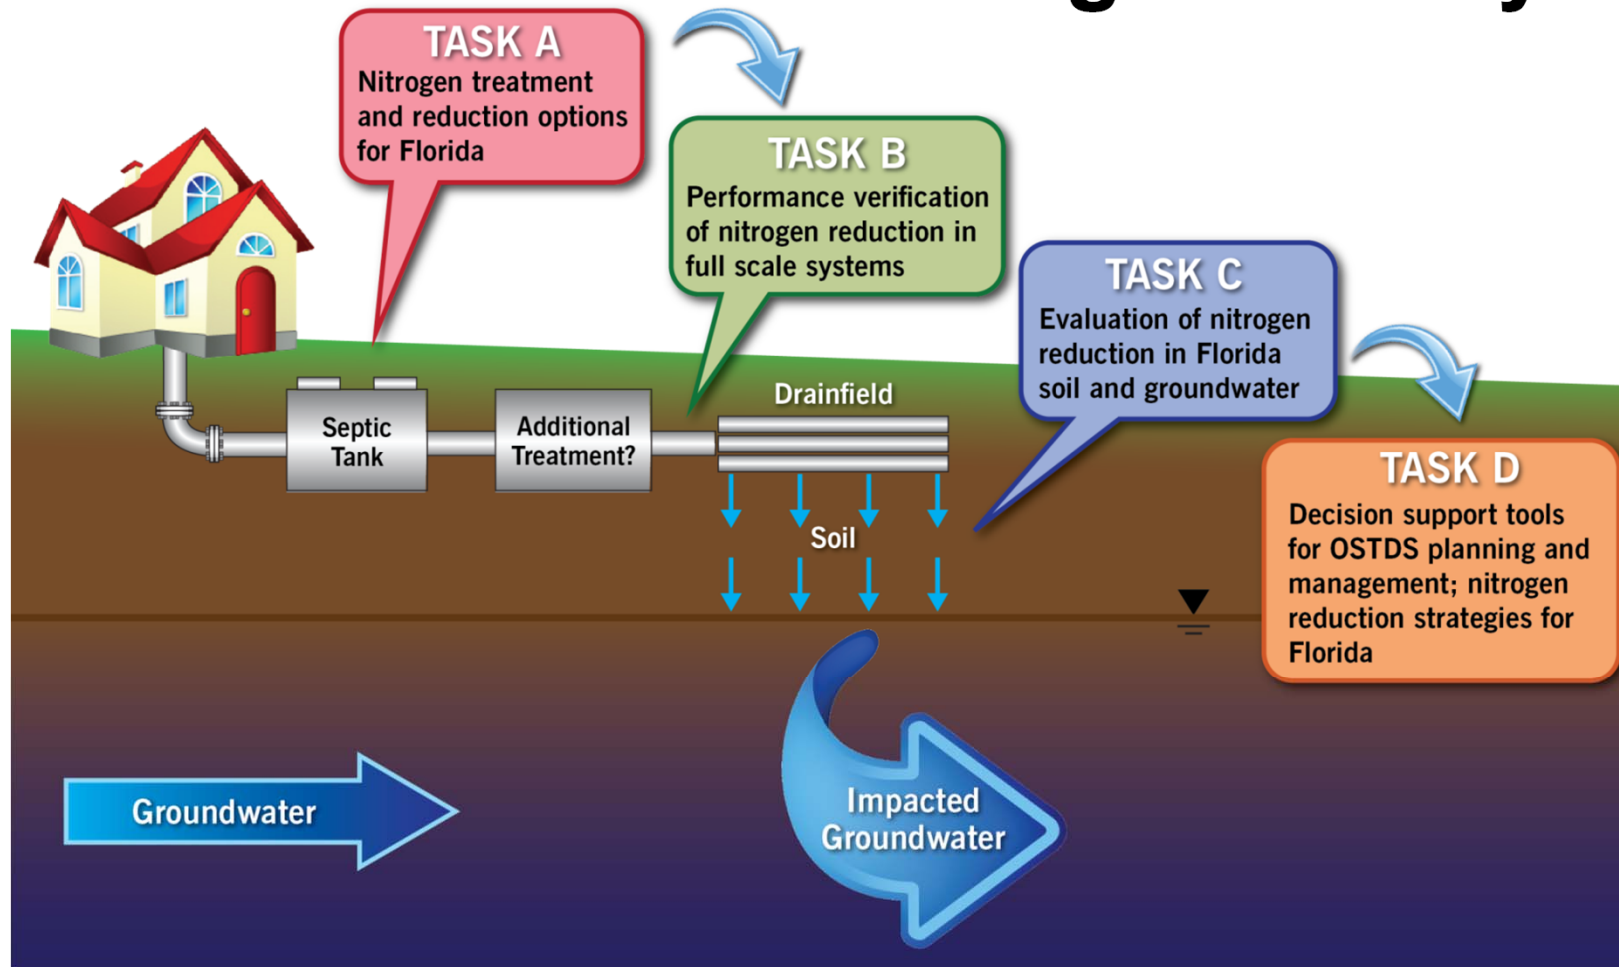 TASK A
Nitrogen treatment
and reduction options
for Florida
TASK B
Performance verification
of nitrogen reduction in
full scale systems
TASK C
Evaluation of nitrogen
reduction in Florida
soil and groundwater
TASK D
Decision support tools
for OSTDS planning and
management; nitrogen
reduction strategies for
Florida
Septic
Tank
Additional
Treatment?
Drainfield
Soil
Groundwater
Impacted
Groundwater